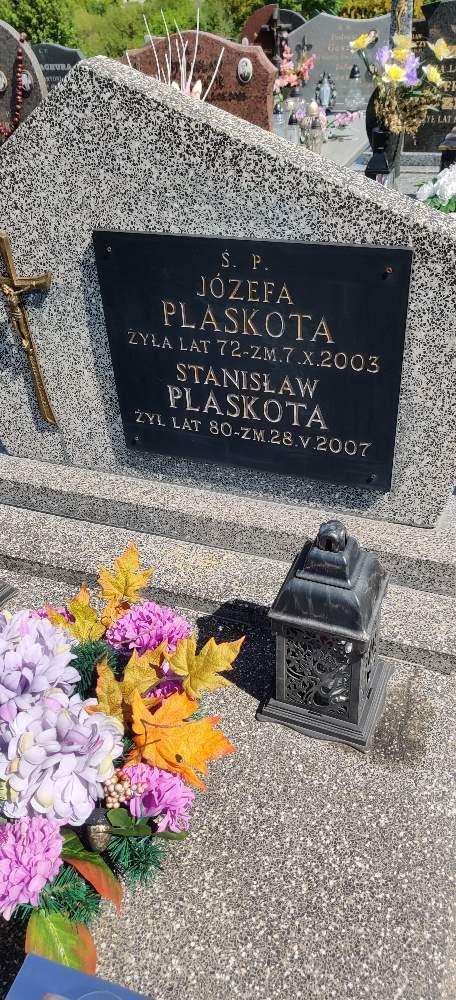 Ś. P.
JÓZEFA
PLASKOTA
ŻYŁA LAT 72-ZM.7.X.2003
STANISŁAW
PLASKOTA
ŻYŁ LAT 80-ZM.28.V.2007